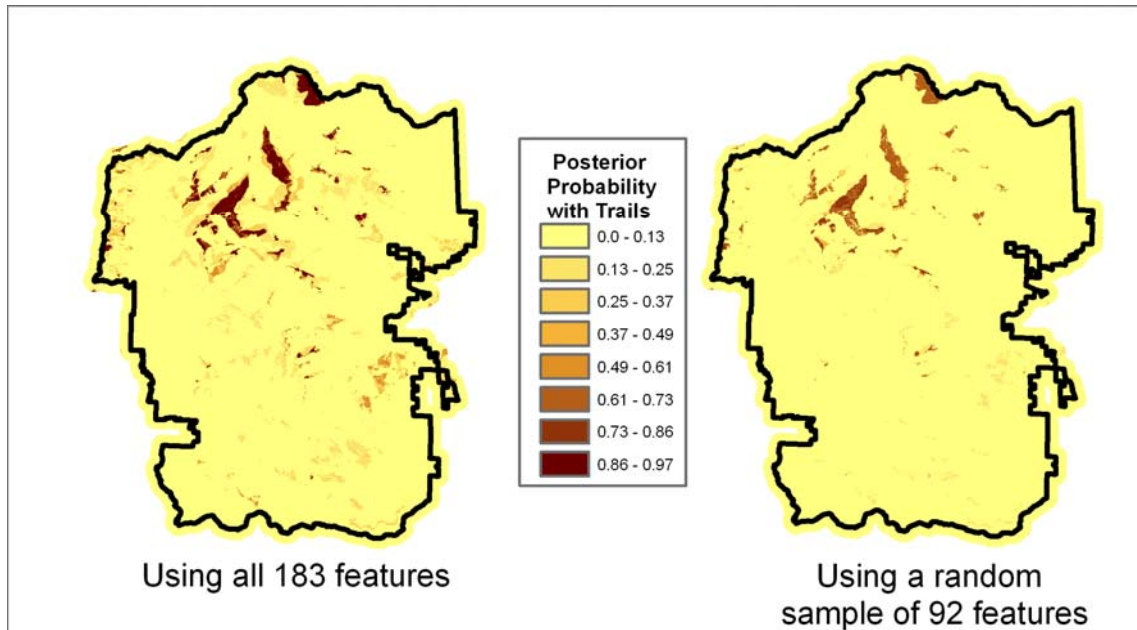 Posterior
Probability
with Trails
0.0 - 0.13
0.13 - 0.25
0.25 - 0.37
0.37 - 0.49
0.49 - 0.61
0.61 - 0.73
0.73 - 0.86
0.86 - 0.97
Using all 183 features
Using a random
sample of 92 features